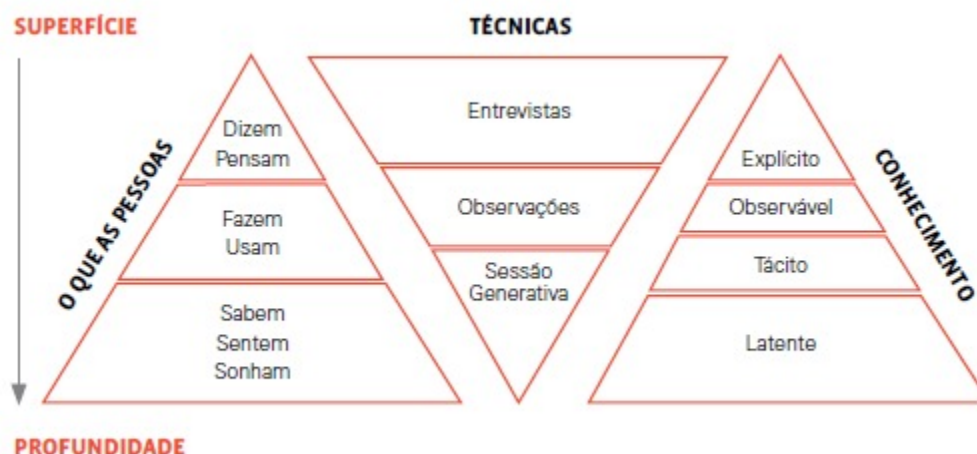 SUPERFÍCIE
TÉCNICAS
O QUE AS PESSOAS
Dizem
Pensam
Fazem
Usam
Sabem
Sentem
Sonham
Entrevistas
Observações
Sessão
Generativa
Explícito
Observável
Tácito
Latente
CONHECIMENTO
PROFUNDIDADE